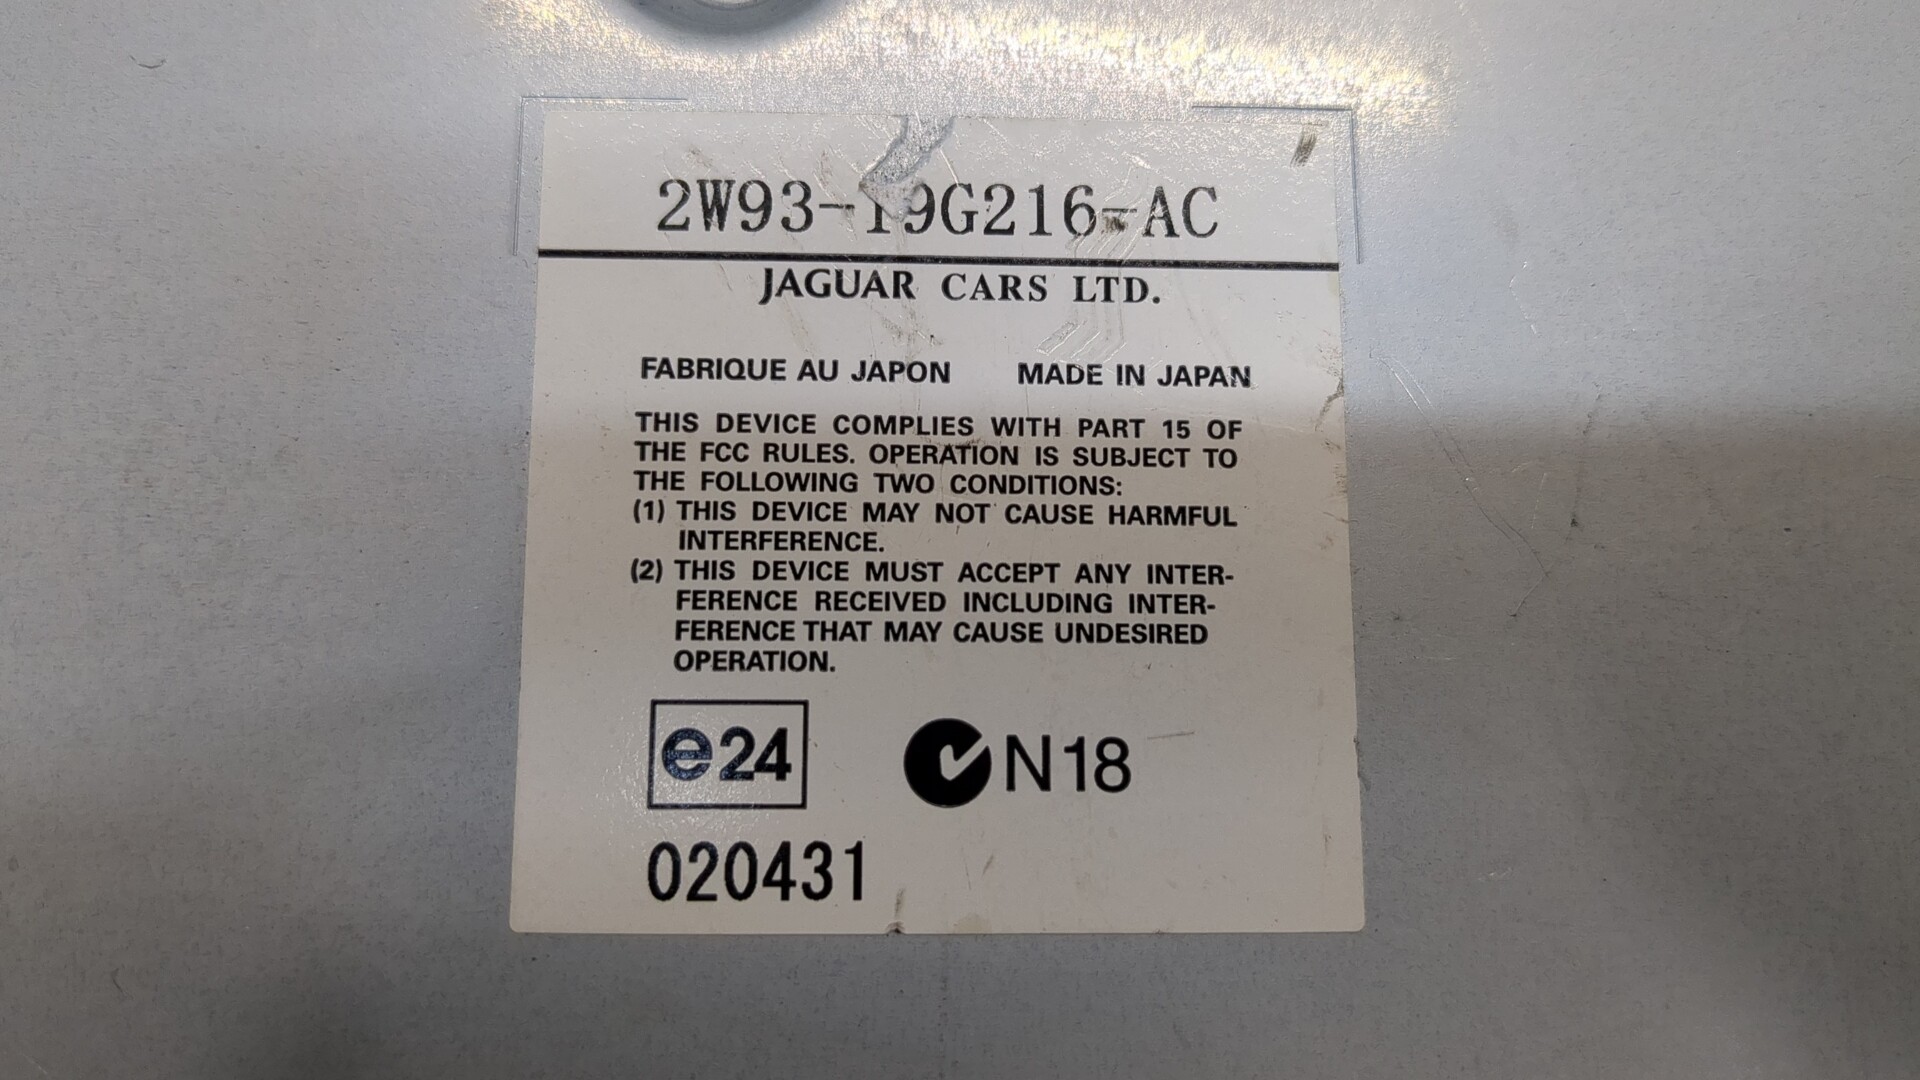 2W93-19G216-AC
JAGUAR CARS LTD.
FABRIQUE AU JAPON MADE IN JAPAN
THIS DEVICE COMPLIES WITH PART 15 OF
THE FCC RULES. OPERATION IS SUBJECT TO
THE FOLLOWING TWO CONDITIONS:
(1) THIS DEVICE MAY NOT CAUSE HARMFUL
INTERFERENCE.
(2) THIS DEVICE MUST ACCEPT ANY INTER-
FERENCE RECEIVED INCLUDING INTER-
FERENCE THAT MAY CAUSE UNDESIRED
OPERATION.
e24 N18
020431